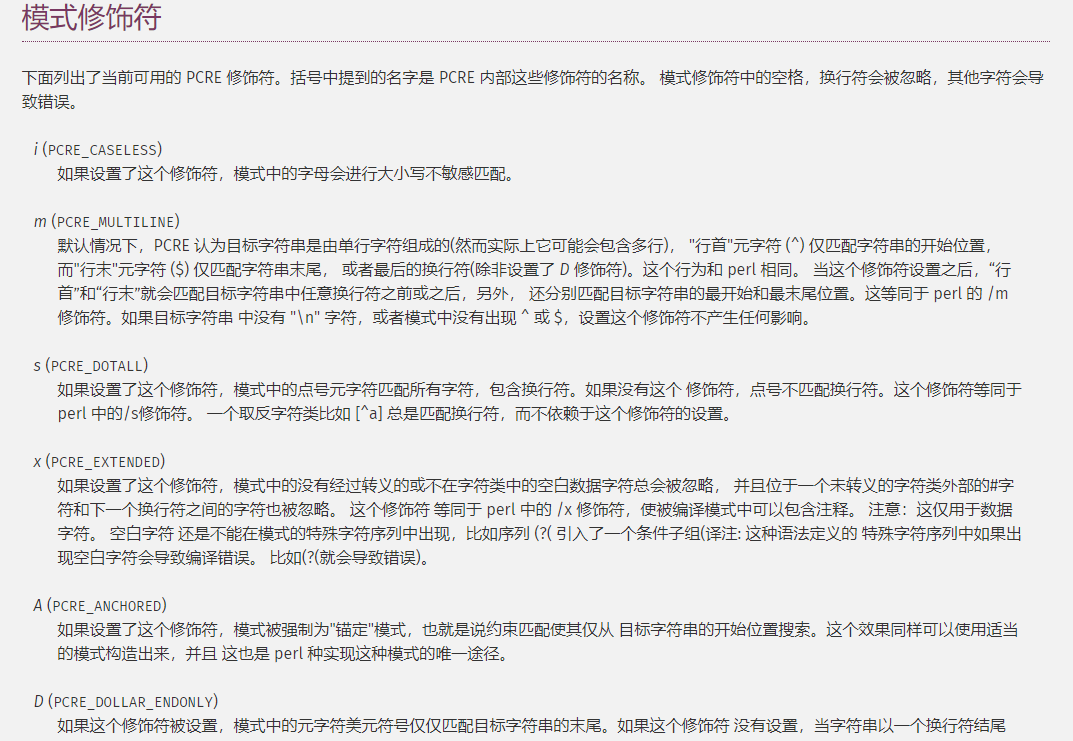 模式修饰符
下面列出了当前可用的 PCRE 修饰符。括号中提到的名字是 PCRE 内部这些修饰符的名称。 模式修饰符中的空格，换行符会被忽略，其他字符会导
致错误。
i (PCRE_CASELESS)
如果设置了这个修饰符，模式中的字母会进行大小写不敏感匹配。
m (PCRE_MULTILINE)
默认情况下，PCRE 认为目标字符串是由单行字符组成的(然而实际上它可能会包含多行)， "行首"元字符 (^) 仅匹配字符串的开始位置，
而"行末"元字符 ($) 仅匹配字符串末尾， 或者最后的换行符(除非设置了 D 修饰符)。这个行为和 perl 相同。 当这个修饰符设置之后，“行
首”和“行末”就会匹配目标字符串中任意换行符之前或之后，另外， 还分别匹配目标字符串的最开始和最末尾位置。这等同于 perl 的 /m
修饰符。如果目标字符串 中没有 "\n" 字符，或者模式中没有出现 ^ 或 $，设置这个修饰符不产生任何影响。
s (PCRE_DOTALL)
如果设置了这个修饰符，模式中的点号元字符匹配所有字符，包含换行符。如果没有这个 修饰符，点号不匹配换行符。这个修饰符等同于
perl 中的/s修饰符。 一个取反字符类比如 [^a] 总是匹配换行符，而不依赖于这个修饰符的设置。
x (PCRE_EXTENDED)
如果设置了这个修饰符，模式中的没有经过转义的或不在字符类中的空白数据字符总会被忽略， 并且位于一个未转义的字符类外部的#字
符和下一个换行符之间的字符也被忽略。 这个修饰符 等同于 perl 中的 /x 修饰符，使被编译模式中可以包含注释。 注意：这仅用于数据
字符。 空白字符 还是不能在模式的特殊字符序列中出现，比如序列 (?( 引入了一个条件子组(译注: 这种语法定义的 特殊字符序列中如果出
现空白字符会导致编译错误。 比如(?(就会导致错误)。
A (PCRE_ANCHORED)
如果设置了这个修饰符，模式被强制为"锚定"模式，也就是说约束匹配使其仅从 目标字符串的开始位置搜索。这个效果同样可以使用适当
的模式构造出来，并且 这也是 perl 种实现这种模式的唯一途径。
D (PCRE_DOLLAR_ENDONLY)
如果这个修饰符被设置，模式中的元字符美元符号仅仅匹配目标字符串的末尾。如果这个修饰符 没有设置，当字符串以一个换行符结尾